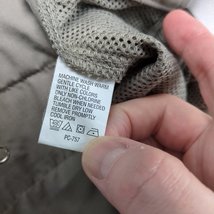 MACHINE WASH WARM
GENTLE CYCLE
WITH LIKE COLORS
ONLY NON-CHLORINE
BLEACH WHEN NEEDED
TUMBLE DRY LOW
REMOVE PROMPTLY
COOL IRON
PC-757